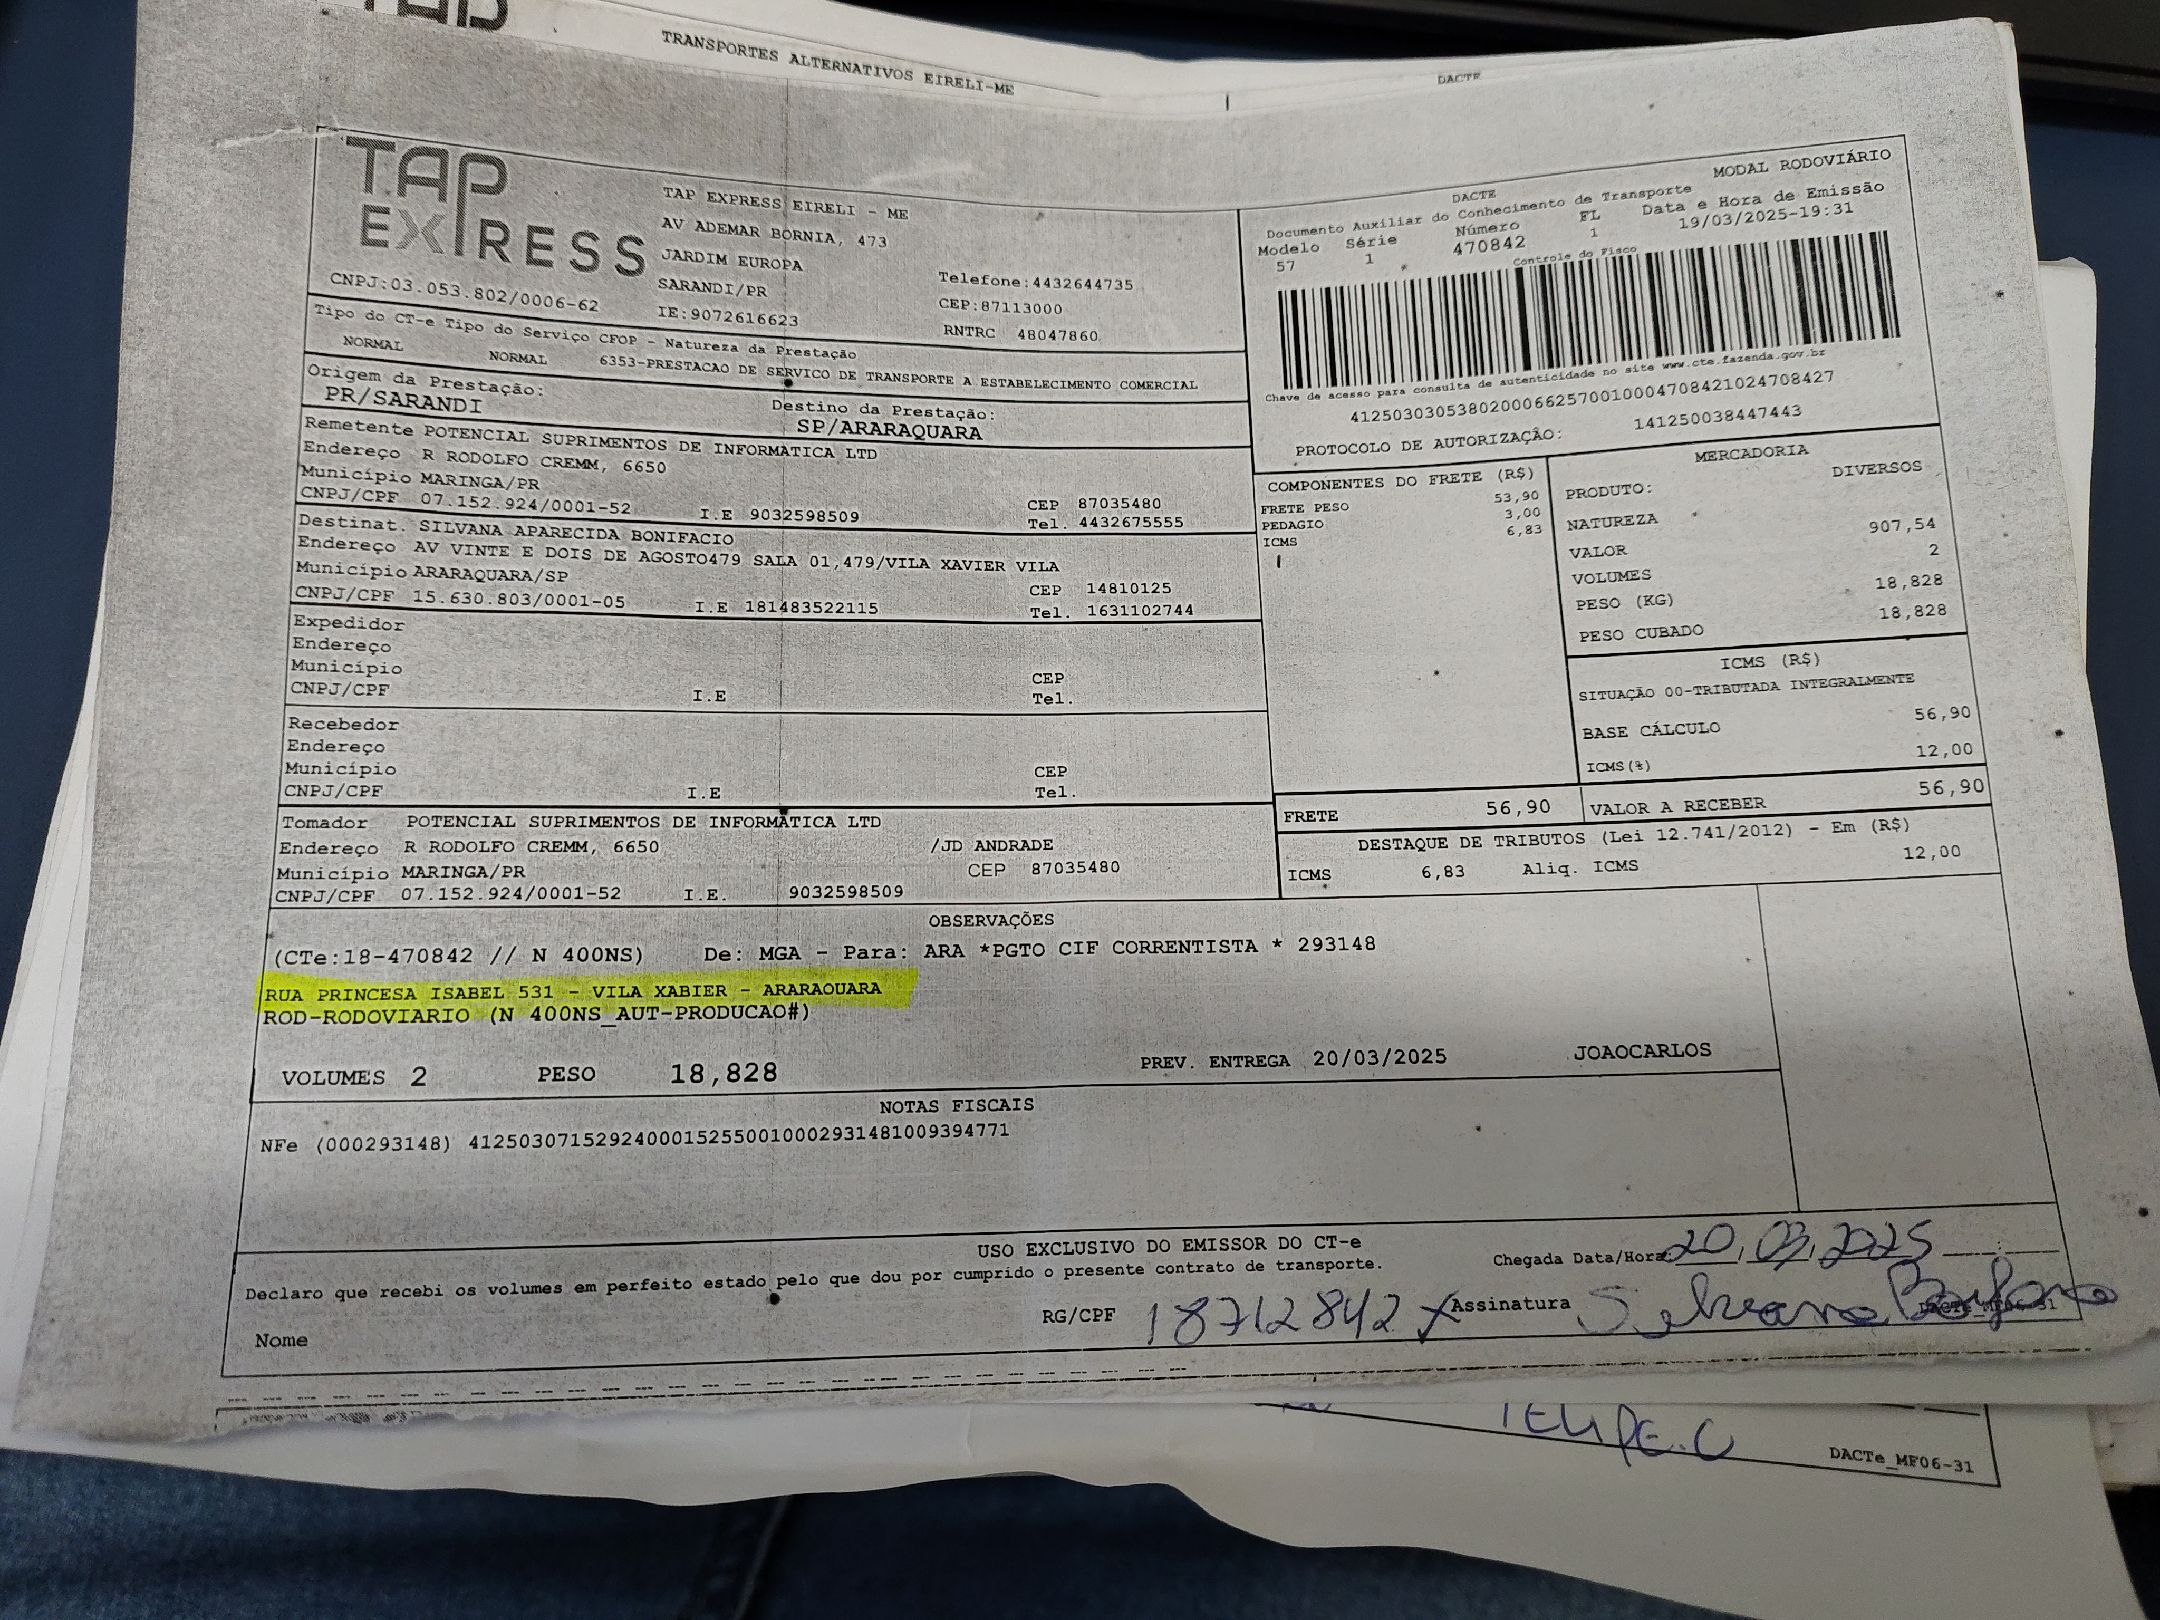 TAP
TRANSPORTES ALTERNATIVOS EIRELI-ME
DACTE
TAP
EXPRESS
CNPJ:03.053.802/0006-62
TAP EXPRESS EIRELI - ME
AV ADEMAR BORNIA, 473
JARDIM EUROPA
SARANDI/PR
IE:9072616623
Telefone:4432644735
CEP:87113000
RNTRC 48047860
DACTE
MODAL RODOVIÁRIO
Documento Auxiliar do Conhecimento de Transporte
Modelo Série Número FL Data e Hora de Emissão
57 1 470842 1 19/03/2025-19:31
Controle do Fisco
Chave de acesso para consulta de autenticidade no site www.cte.fazenda.gov.br
41250303053802000662570010004708421024708427
PROTOCOLO DE AUTORIZAÇÃO: 141250038447443
Tipo do CT-e Tipo do Serviço CFOP - Natureza da Prestação
NORMAL NORMAL 6353-PRESTACAO DE SERVICO DE TRANSPORTE A ESTABELECIMENTO COMERCIAL
Origem da Prestação: Destino da Prestação:
PR/SARANDI SP/ARARAQUARA
Remetente POTENCIAL SUPRIMENTOS DE INFORMATICA LTD
Endereço R RODOLFO CREMM, 6650
Município MARINGA/PR CEP 87035480
CNPJ/CPF 07.152.924/0001-52 I.E 9032598509 Tel. 4432675555
Destinat. SILVANA APARECIDA BONIFACIO
Endereço AV VINTE E DOIS DE AGOSTO479 SALA 01,479/VILA XAVIER VILA
Município ARARAQUARA/SP CEP 14810125
CNPJ/CPF 15.630.803/0001-05 I.E 181483522115 Tel. 1631102744
Expedidor
Endereço
Município CEP
CNPJ/CPF I.E Tel.
Recebedor
Endereço
Município CEP
CNPJ/CPF I.E Tel.
Tomador POTENCIAL SUPRIMENTOS DE INFORMATICA LTD
Endereço R RODOLFO CREMM, 6650 /JD ANDRADE
Município MARINGA/PR CEP 87035480
CNPJ/CPF 07.152.924/0001-52 I.E. 9032598509
COMPONENTES DO FRETE (R$)
FRETE PESO 53,90
PEDAGIO 3,00
ICMS 6,83
MERCADORIA
PRODUTO: DIVERSOS
NATUREZA
VALOR 907,54
VOLUMES 2
PESO (KG) 18,828
PESO CUBADO 18,828
ICMS (R$)
SITUAÇÃO 00-TRIBUTADA INTEGRALMENTE
BASE CÁLCULO 56,90
ICMS(%) 12,00
FRETE 56,90 VALOR A RECEBER 56,90
DESTAQUE DE TRIBUTOS (Lei 12.741/2012) - Em (R$)
ICMS 6,83 Aliq. ICMS 12,00
OBSERVAÇÕES
(CTe:18-470842 // N 400NS) De: MGA - Para: ARA *PGTO CIF CORRENTISTA * 293148
RUA PRINCESA ISABEL 531 - VILA XABIER - ARARAQUARA
ROD-RODOVIARIO (N 400NS_AUT-PRODUCAO#)
VOLUMES 2 PESO 18,828 PREV. ENTREGA 20/03/2025 JOAOCARLOS
NOTAS FISCAIS
NFe (000293148) 41250307152924000152550010002931481009394771
USO EXCLUSIVO DO EMISSOR DO CT-e
Declaro que recebi os volumes em perfeito estado pelo que dou por cumprido o presente contrato de transporte.
Chegada Data/Hora 20.03.2025
Nome RG/CPF 18712842 X Assinatura Silvana Bonifacio
DACTe_MF06-31
FELIPE.C
DACTe_MF06-31